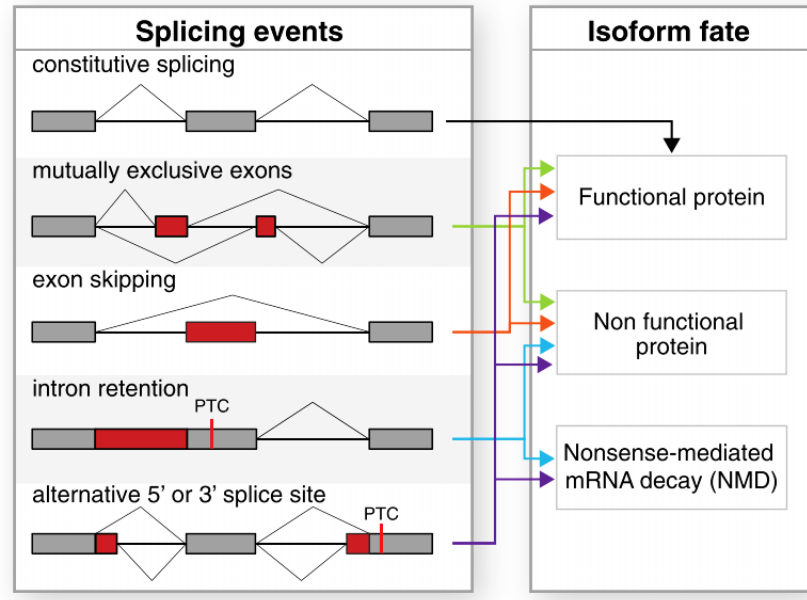 Splicing events
constitutive splicing
mutually exclusive exons
exon skipping
intron retention
PTC
alternative 5’ or 3’ splice site
PTC
Isoform fate
Functional protein
Non functional
protein
Nonsense-mediated
mRNA decay (NMD)